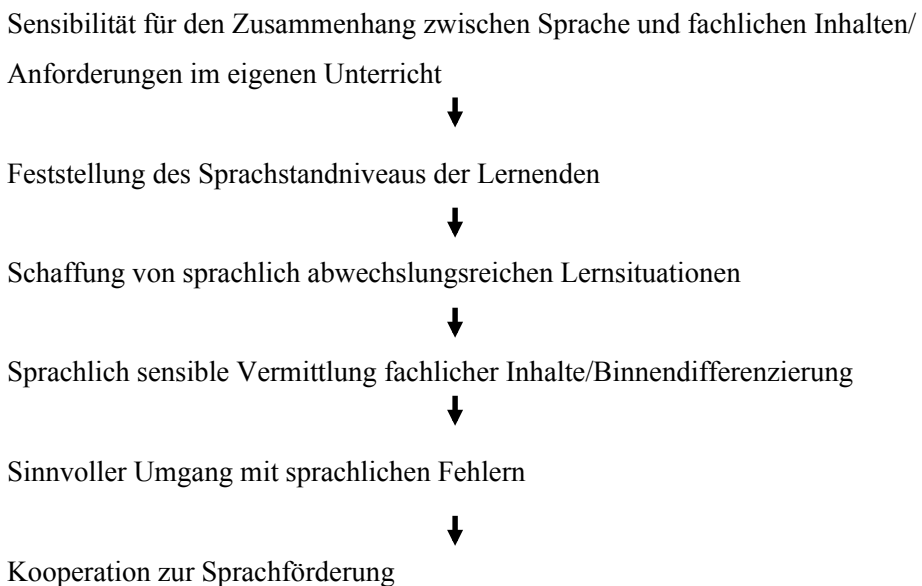 Sensibilität für den Zusammenhang zwischen Sprache und fachlichen Inhalten/
Anforderungen im eigenen Unterricht
Feststellung des Sprachstandniveaus der Lernenden
Schaffung von sprachlich abwechslungsreichen Lernsituationen
Sprachlich sensible Vermittlung fachlicher Inhalte/Binnendifferenzierung
Sinnvoller Umgang mit sprachlichen Fehlern
Kooperation zur Sprachförderung